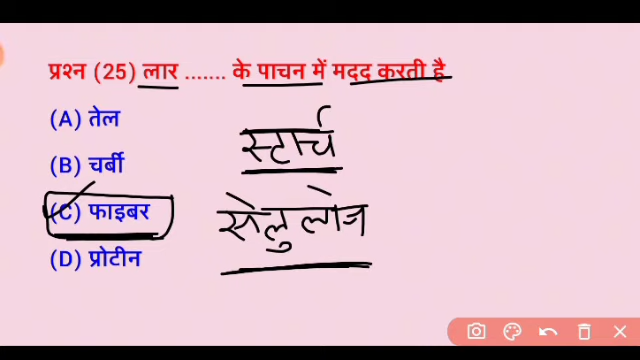 प्रश्न (25) लार ....... के पाचन में मदद करती है
(A) तेल
स्टार्च
(B) चर्बी
(C) फाइबर
सेलुलोज
(D) प्रोटीन